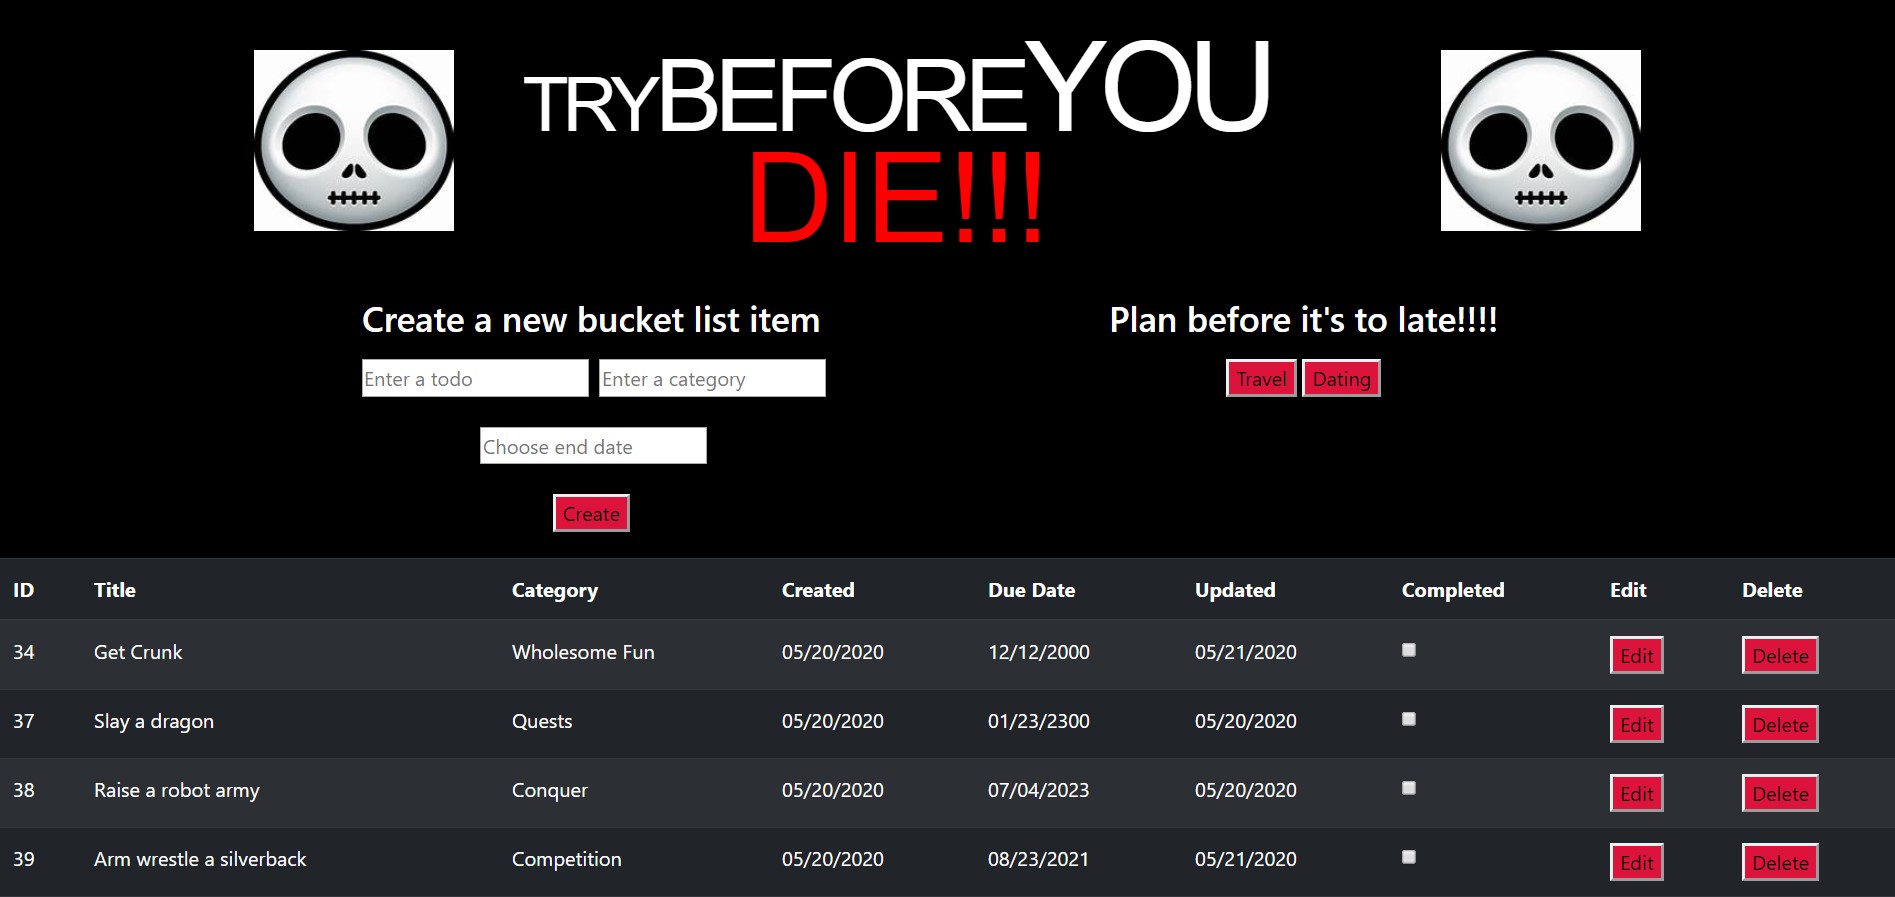 TRYBEFOREYOU
DIE!!!
Create a new bucket list item
Plan before it's to late!!!!
Enter a todo Enter a category
Travel Dating
Choose end date
Create
ID Title Category Created Due Date Updated Completed Edit Delete
34 Get Crunk Wholesome Fun 05/20/2020 12/12/2000 05/21/2020 Edit Delete
37 Slay a dragon Quests 05/20/2020 01/23/2300 05/20/2020 Edit Delete
38 Raise a robot army Conquer 05/20/2020 07/04/2023 05/20/2020 Edit Delete
39 Arm wrestle a silverback Competition 05/20/2020 08/23/2021 05/21/2020 Edit Delete